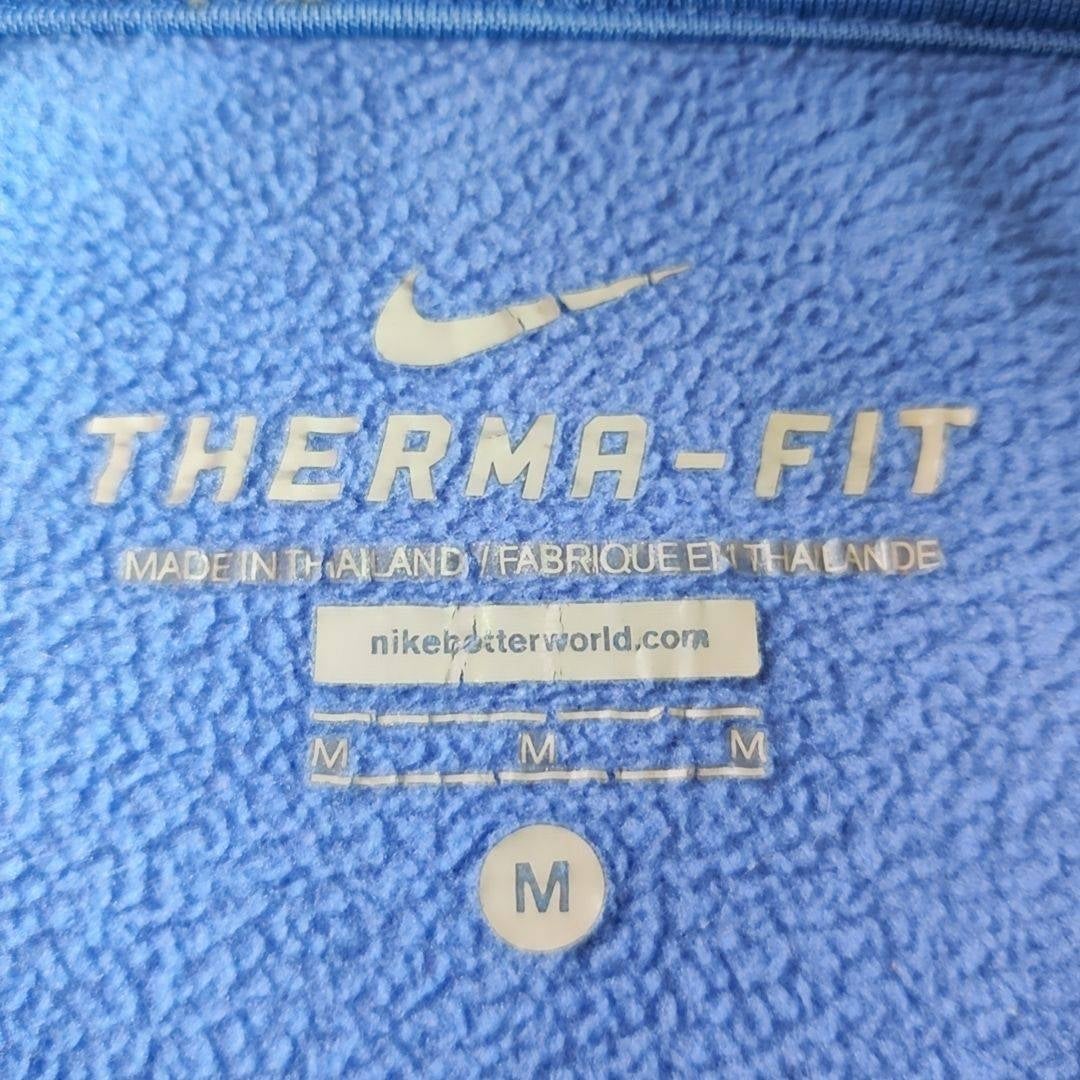 THERMA-FIT
MADE IN THAILAND / FABRIQUE EN THAILANDE
nikebetterworld.com
M M M
M